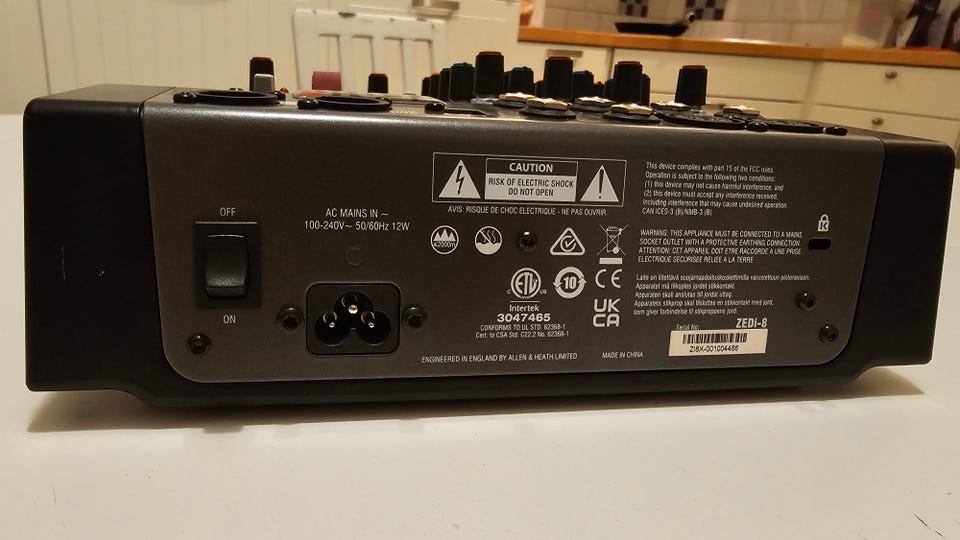 OFF
ON
AC MAINS IN ~
100-240V~ 50/60Hz 12W
CAUTION
RISK OF ELECTRIC SHOCK
DO NOT OPEN
AVIS: RISQUE DE CHOC ELECTRIQUE - NE PAS OUVRIR.
≤2000m
c ETL us
Intertek
3047465
CONFORMS TO UL STD. 62368-1
Cert. to CSA Std. C22.2 No. 62368-1
10
CE
UK
CA
ENGINEERED IN ENGLAND BY ALLEN & HEATH LIMITED
MADE IN CHINA
This device complies with part 15 of the FCC rules.
Operation is subject to the following two conditions:
(1) this device may not cause harmful interference, and
(2) this device must accept any interference received,
including interference that may cause undesired operation.
CAN ICES-3 (B)/NMB-3 (B)
K
WARNING: THIS APPLIANCE MUST BE CONNECTED TO A MAINS
SOCKET OUTLET WITH A PROTECTIVE EARTHING CONNECTION
ATTENTION: CET APPAREIL DOIT ETRE RACCORDE A UNE PRISE
ELECTRIQUE SECURISEE RELIEE A LA TERRE
Laite on liitettävä suojamaadoituskoskettimilla varustettuun pistorasiaan.
Apparatet må tilkoples jordet stikkontakt.
Apparaten skall anslutas till jordat uttag.
Apparatets stikprop skal tilsluttes en stikkontakt med jord,
som giver forbindelse til stikproppens jord.
Serial No. ZEDi-8
ZI8X-001004466